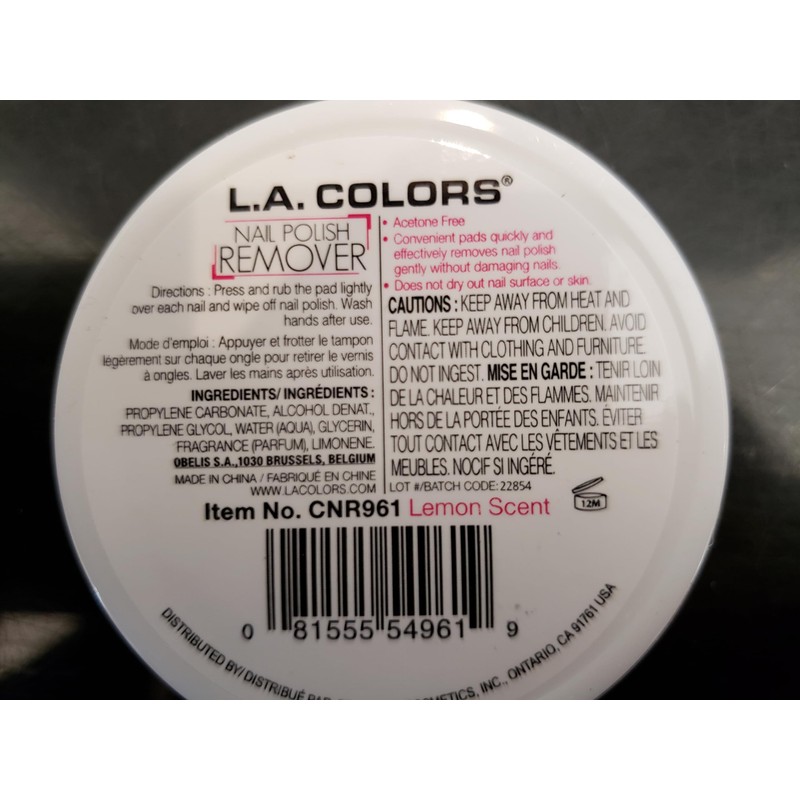 L.A. COLORS®
NAIL POLISH
REMOVER
Directions : Press and rub the pad lightly
over each nail and wipe off nail polish. Wash
hands after use.
Mode d'emploi : Appuyer et frotter le tampon
légèrement sur chaque ongle pour retirer le vernis
à ongles. Laver les mains après utilisation.
INGREDIENTS/ INGRÉDIENTS :
PROPYLENE CARBONATE, ALCOHOL DENAT.,
PROPYLENE GLYCOL, WATER (AQUA), GLYCERIN,
FRAGRANCE (PARFUM), LIMONENE.
OBELIS S.A.,1030 BRUSSELS, BELGIUM
MADE IN CHINA / FABRIQUÉ EN CHINE
WWW.LACOLORS.COM
• Acetone Free
• Convenient pads quickly and
effectively removes nail polish
gently without damaging nails.
• Does not dry out nail surface or skin.
CAUTIONS : KEEP AWAY FROM HEAT AND
FLAME. KEEP AWAY FROM CHILDREN. AVOID
CONTACT WITH CLOTHING AND FURNITURE.
DO NOT INGEST. MISE EN GARDE : TENIR LOIN
DE LA CHALEUR ET DES FLAMMES. MAINTENIR
HORS DE LA PORTÉE DES ENFANTS. ÉVITER
TOUT CONTACT AVEC LES VÊTEMENTS ET LES
MEUBLES. NOCIF SI INGÉRÉ.
LOT #/BATCH CODE: 22854
12M
Item No. CNR961 Lemon Scent
0 81555 54961 9
DISTRIBUTED BY/ DISTRIBUÉ INC., ONTARIO, CA 91761 USA